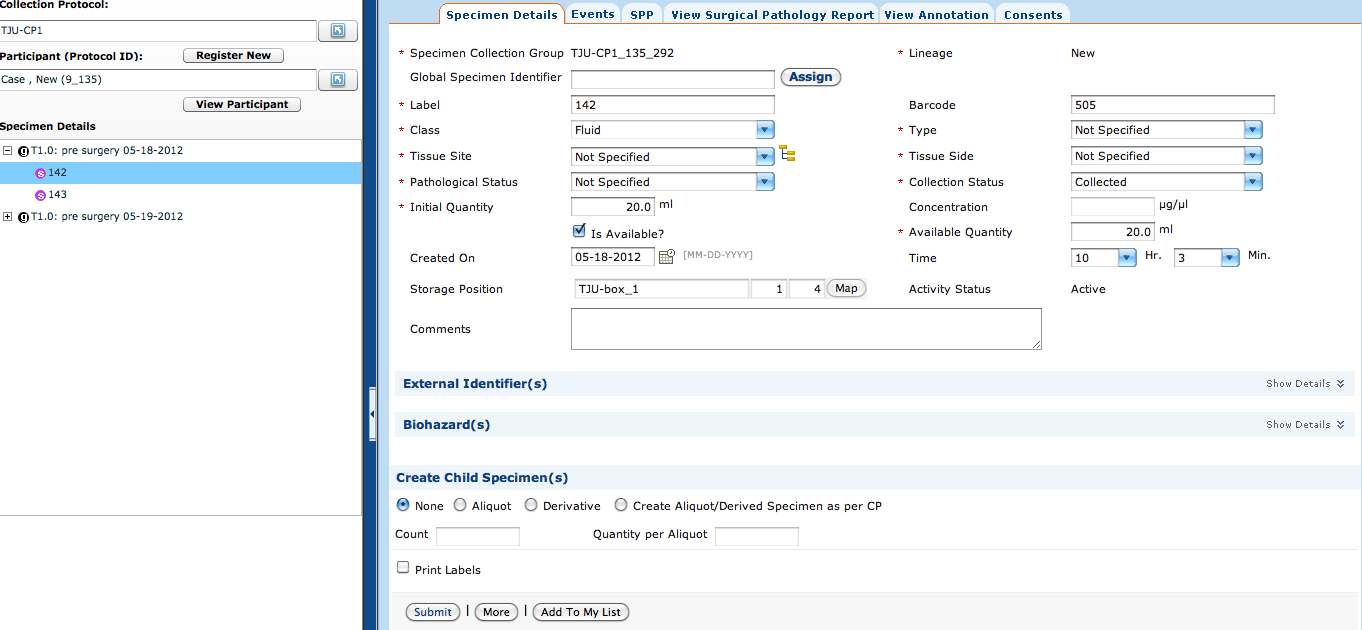 Collection Protocol:
TJU-CP1
Participant (Protocol ID): Register New
Case , New (9_135)
View Participant
Specimen Details
T1.0: pre surgery 05-18-2012
S 142
S 143
T1.0: pre surgery 05-19-2012
Specimen Details Events SPP View Surgical Pathology Report View Annotation Consents
* Specimen Collection Group TJU-CP1_135_292 * Lineage New
Global Specimen Identifier Assign
* Label 142 Barcode 505
* Class Fluid * Type Not Specified
* Tissue Site Not Specified * Tissue Side Not Specified
* Pathological Status Not Specified * Collection Status Collected
* Initial Quantity 20.0 ml Concentration µg/µl
Is Available? * Available Quantity 20.0 ml
Created On 05-18-2012 [MM-DD-YYYY] Time 10 Hr. 3 Min.
Storage Position TJU-box_1 1 4 Map Activity Status Active
Comments
External Identifier(s) Show Details
Biohazard(s) Show Details
Create Child Specimen(s)
None Aliquot Derivative Create Aliquot/Derived Specimen as per CP
Count Quantity per Aliquot
Print Labels
Submit | More | Add To My List